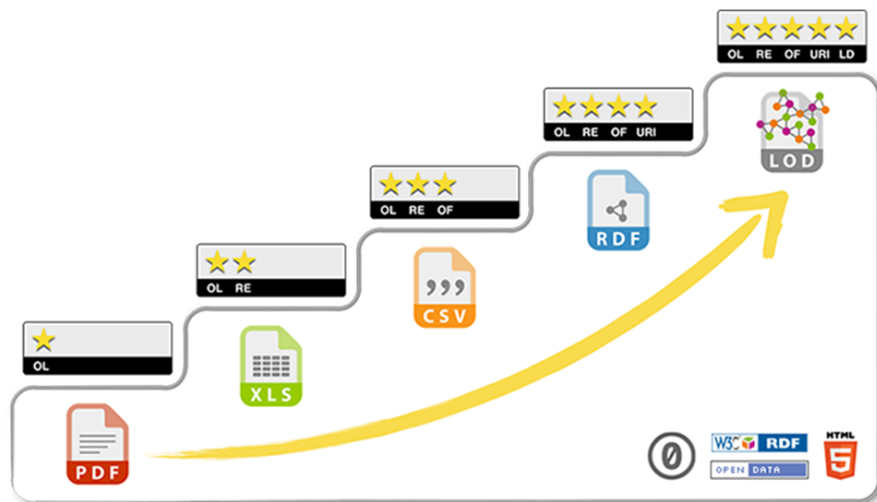 OL RE OF URI LD
LOD
OL RE OF URI
RDF
OL RE OF
CSV
OL RE
XLS
OL
PDF
0
W3C RDF
OPEN DATA
HTML
5